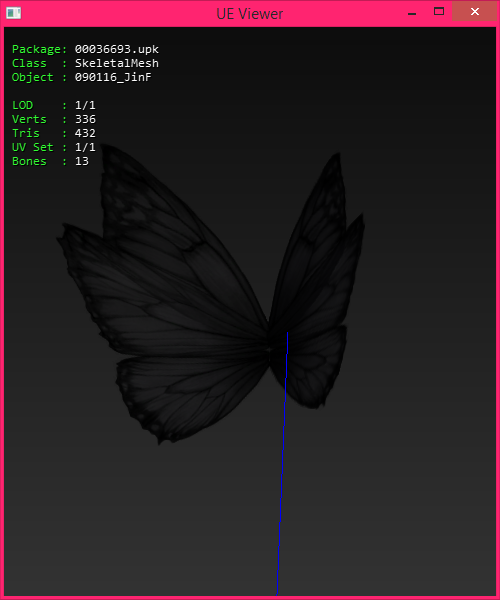 UE Viewer
Package: 00036693.upk
Class  : SkeletalMesh
Object : 090116_JinF
LOD    : 1/1
Verts  : 336
Tris   : 432
UV Set : 1/1
Bones  : 13